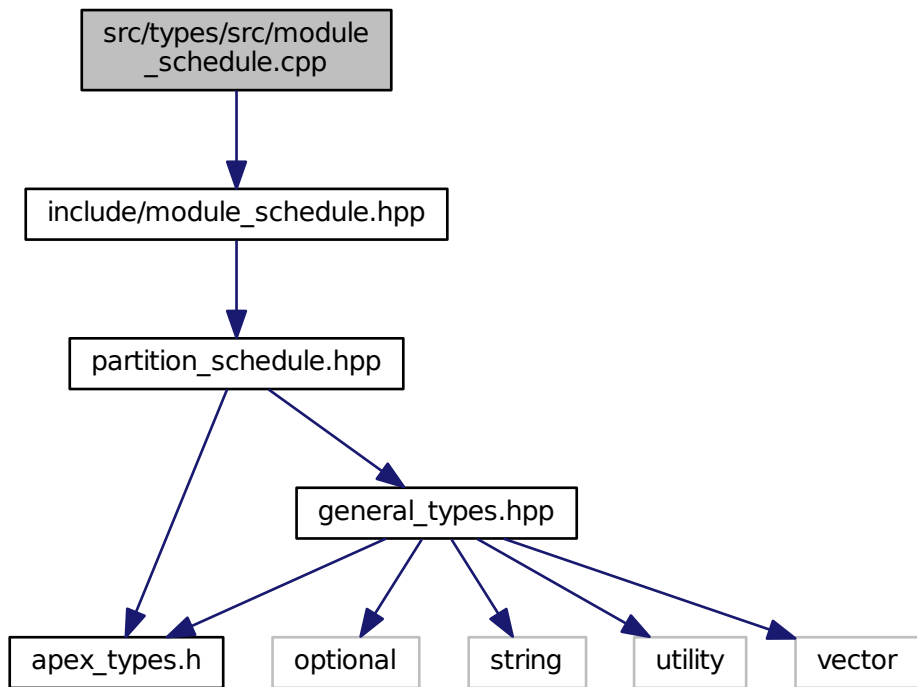 src/types/src/module
_schedule.cpp
include/module_schedule.hpp
partition_schedule.hpp
general_types.hpp
apex_types.h
optional
string
utility
vector